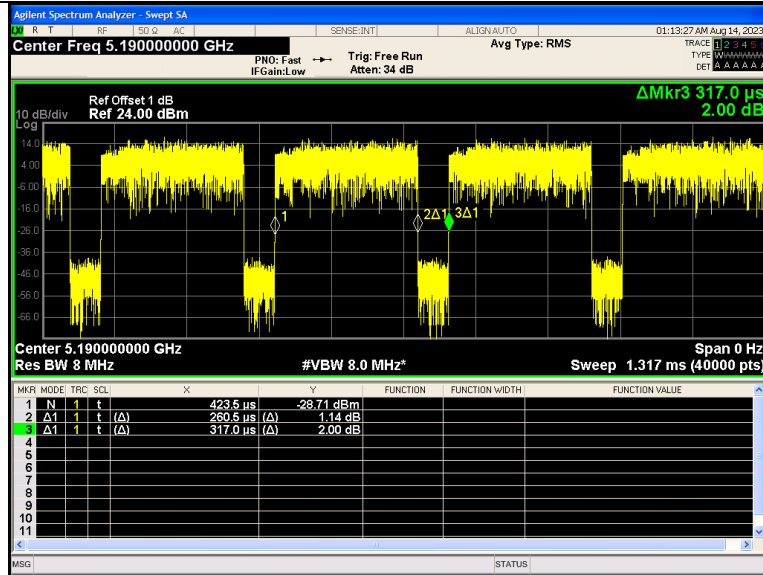 Agilent Spectrum Analyzer - Swept SA
R T RF 50 Ω AC SENSE:INT ALIGN AUTO 01:13:27 AM Aug 14, 2023
Center Freq 5.190000000 GHz Avg Type: RMS TRACE 1 2 3 4 5
PNO: Fast Trig: Free Run TYPE
IFGain:Low Atten: 34 dB DET A A A A A
ΔMkr3 317.0 µs
Ref Offset 1 dB
10 dB/div Ref 24.00 dBm 2.00 dB
Log
14.0
4.00
-6.00
-16.0
1 2Δ1 3Δ1
-26.0
-36.0
-46.0
-56.0
-66.0
Center 5.190000000 GHz Span 0 Hz
Res BW 8 MHz #VBW 8.0 MHz* Sweep 1.317 ms (40000 pts)
MKR MODE TRC SCL X Y FUNCTION FUNCTION WIDTH FUNCTION VALUE
1 N 1 t 423.5 µs -28.71 dBm
2 Δ1 1 t (Δ) 260.5 µs (Δ) 1.14 dB
3 Δ1 1 t (Δ) 317.0 µs (Δ) 2.00 dB
4
5
6
7
8
9
10
11
MSG STATUS